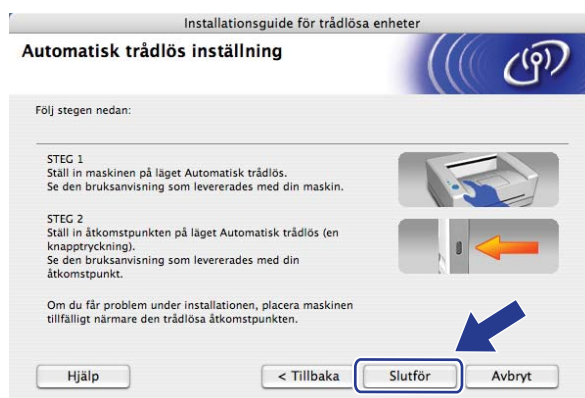 Installationsguide för trådlösa enheter
Automatisk trådlös inställning
Följ stegen nedan:
STEG 1
Ställ in maskinen på läget Automatisk trådlös.
Se den bruksanvisning som levererades med din maskin.
STEG 2
Ställ in åtkomstpunkten på läget Automatisk trådlös (en
knapptryckning).
Se den bruksanvisning som levererades med din
åtkomstpunkt.
Om du får problem under installationen, placera maskinen
tillfälligt närmare den trådlösa åtkomstpunkten.
Hjälp
< Tillbaka
Slutför
Avbryt